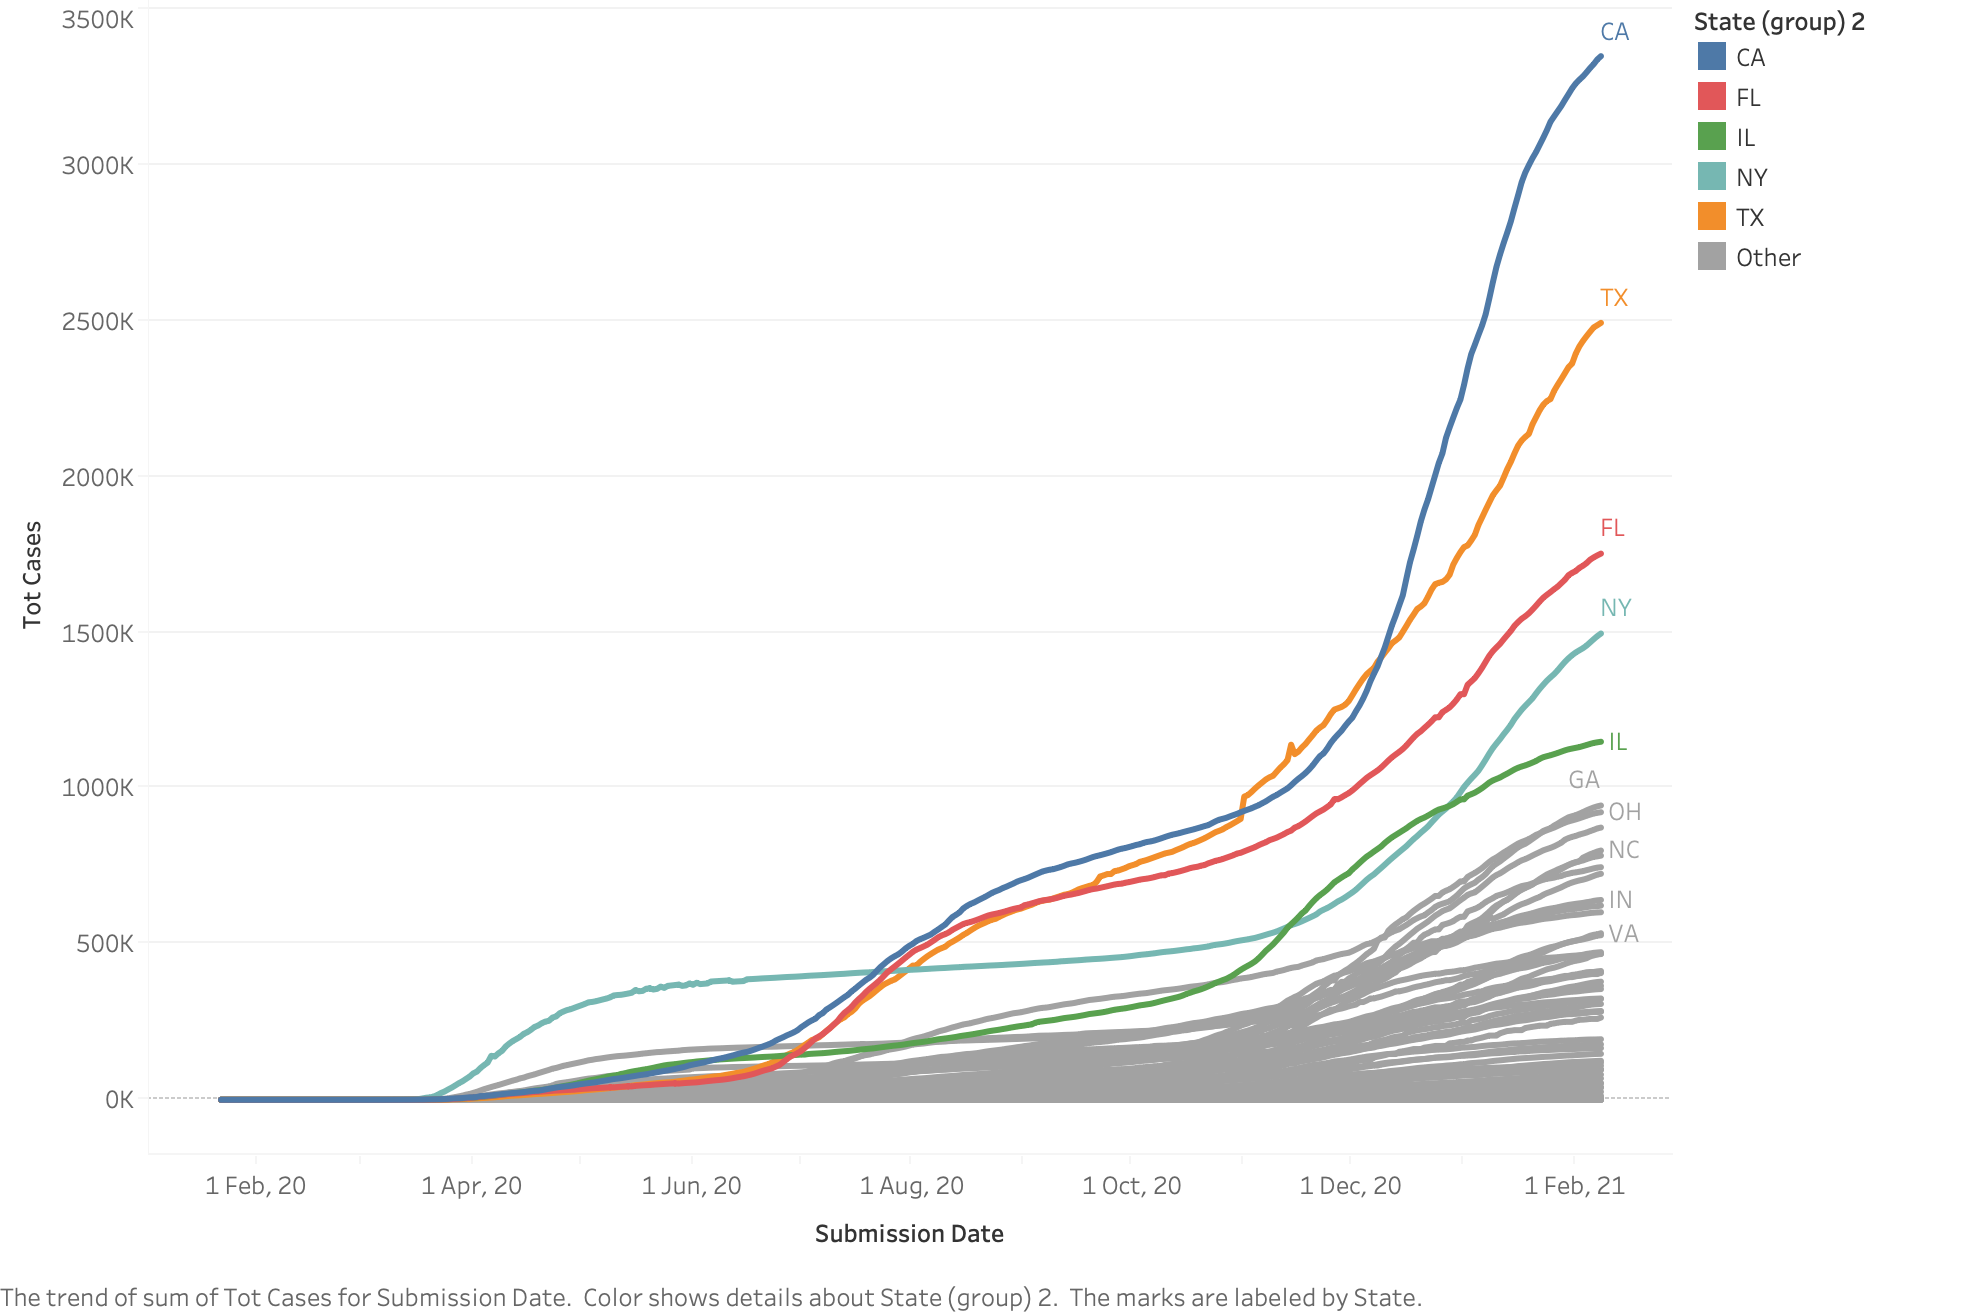 3500K
3000K
2500K
2000K
1500K
1000K
500K
0K
Tot Cases
CA
TX
FL
NY
IL
GA
OH
NC
IN
VA
1 Feb, 20
1 Apr, 20
1 Jun, 20
1 Aug, 20
1 Oct, 20
1 Dec, 20
1 Feb, 21
Submission Date
State (group) 2
CA
FL
IL
NY
TX
Other
The trend of sum of Tot Cases for Submission Date.  Color shows details about State (group) 2.  The marks are labeled by State.